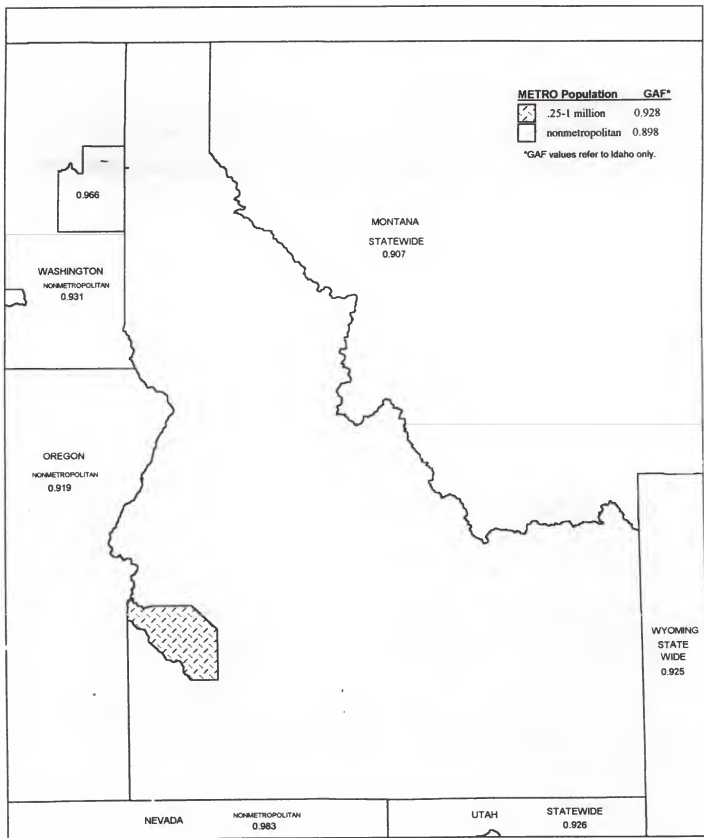 METRO Population GAF*
.25-1 million 0.928
nonmetropolitan 0.898
*GAF values refer to Idaho only.
0.966
MONTANA
STATEWIDE
0.907
WASHINGTON
NONMETROPOLITAN
0.931
OREGON
NONMETROPOLITAN
0.919
WYOMING
STATE
WIDE
0.925
NEVADA
NONMETROPOLITAN
0.983
UTAH
STATEWIDE
0.926